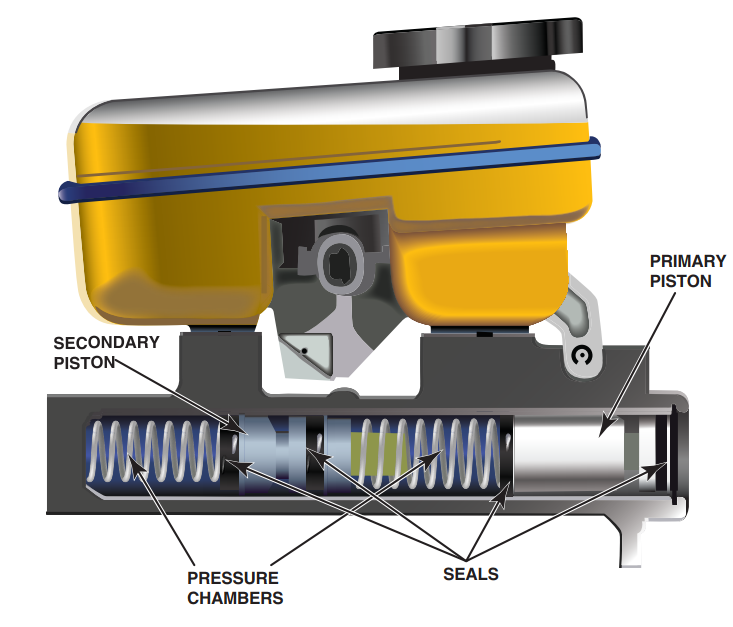 PRIMARY
PISTON
SECONDARY
PISTON
PRESSURE
CHAMBERS
SEALS